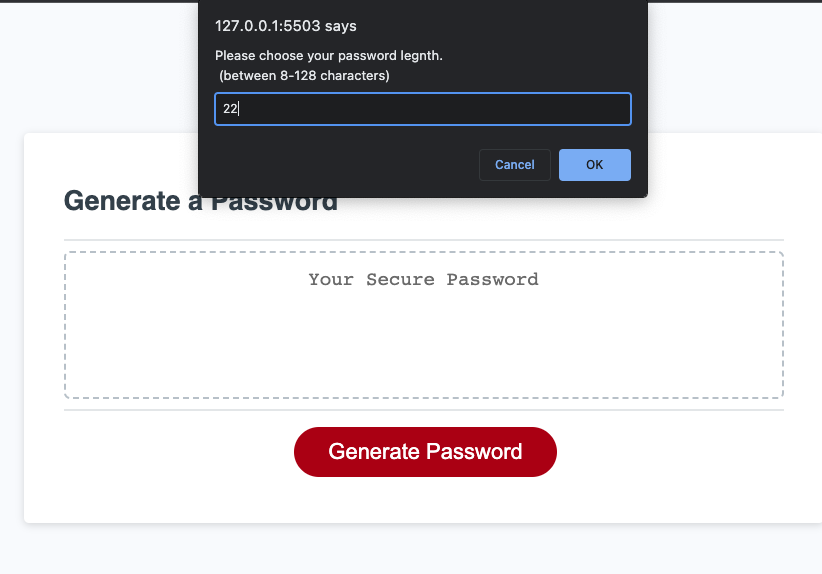 127.0.0.1:5503 says
Please choose your password legnth.
(between 8-128 characters)
22
Cancel
OK
Generate a Password
Your Secure Password
Generate Password